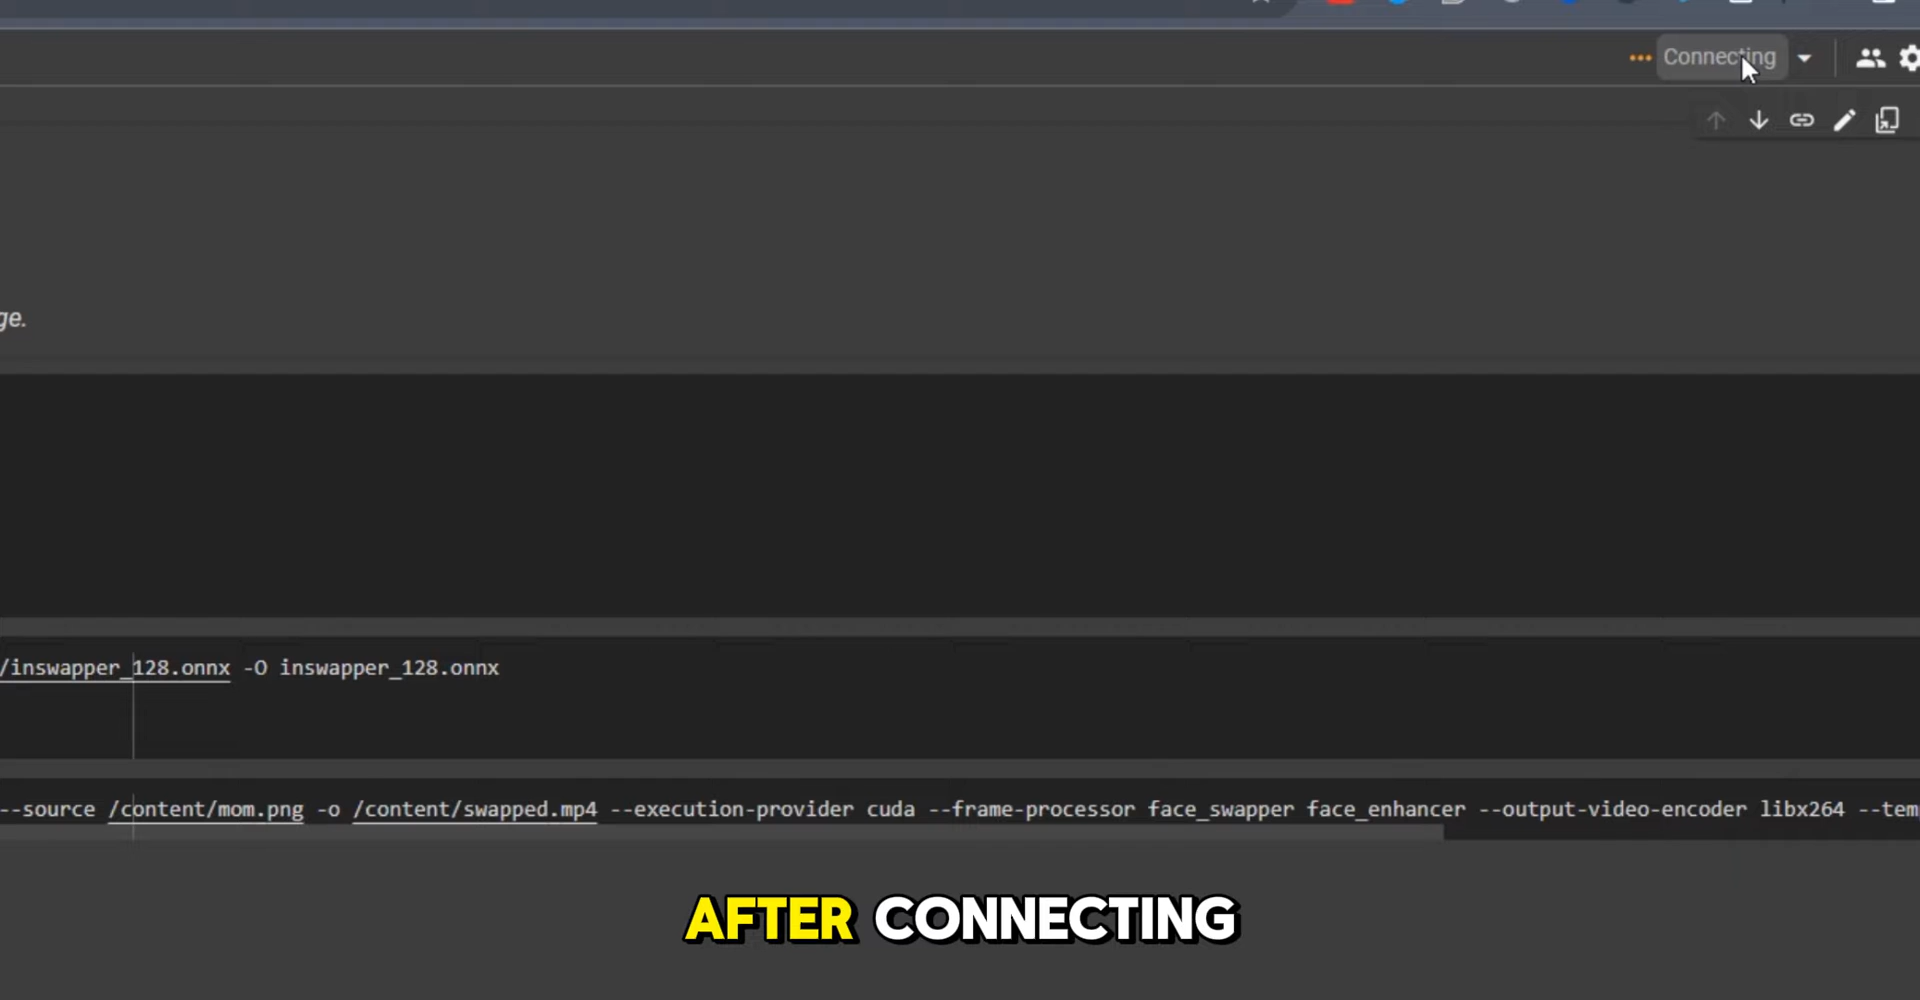 Connecting
ge.
/inswapper_128.onnx -O inswapper_128.onnx
--source /content/mom.png -o /content/swapped.mp4 --execution-provider cuda --frame-processor face_swapper face_enhancer --output-video-encoder libx264 --tem
AFTER CONNECTING